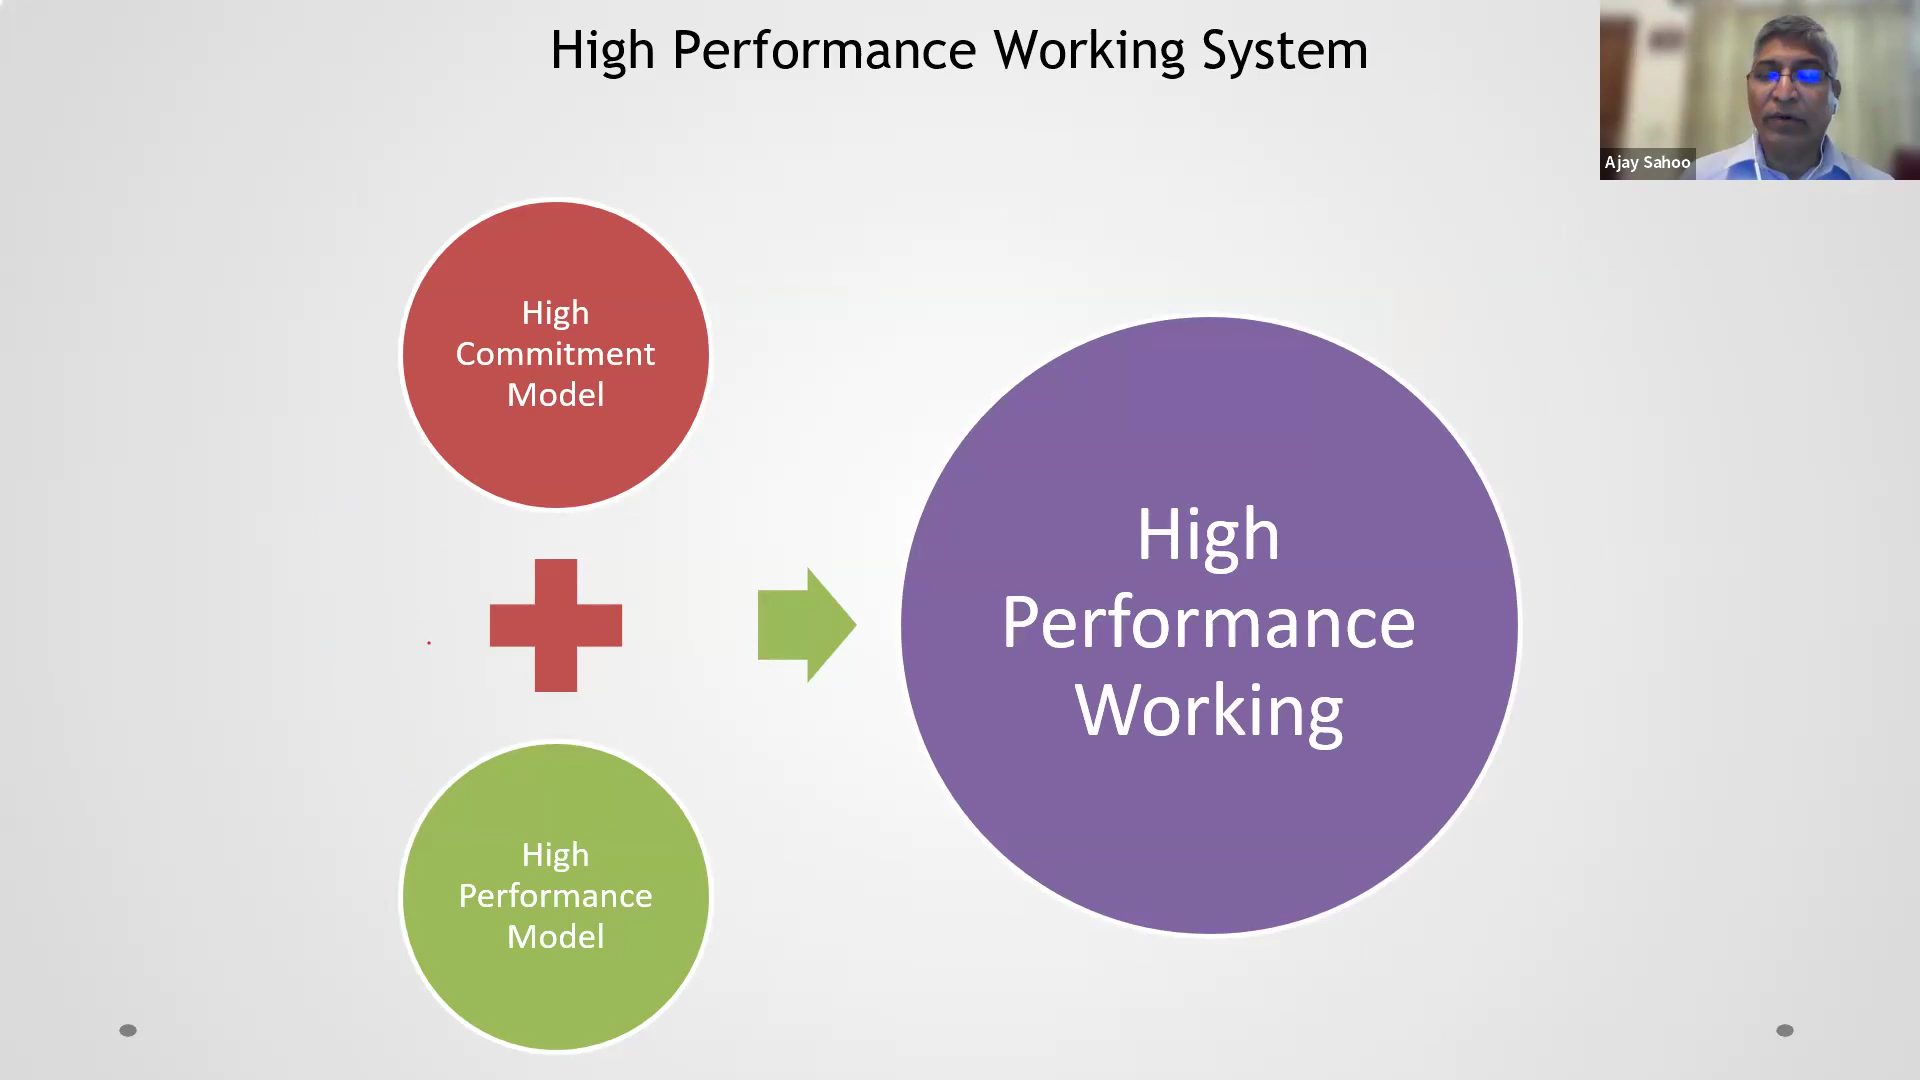 High Performance Working System
Ajay Sahoo
High
Commitment
Model
High
Performance
Working
High
Performance
Model